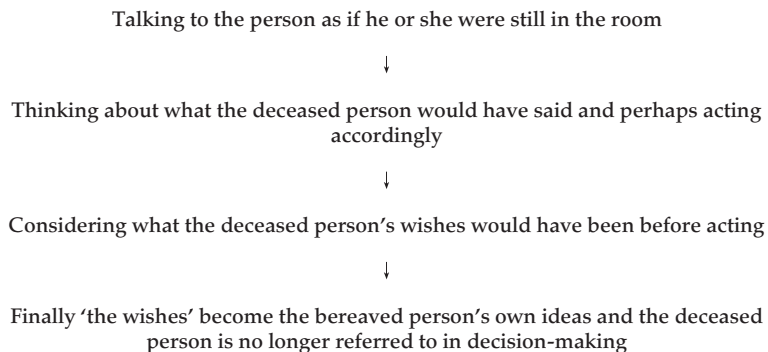 Talking to the person as if he or she were still in the room
↓
Thinking about what the deceased person would have said and perhaps acting
accordingly
↓
Considering what the deceased person's wishes would have been before acting
↓
Finally ‘the wishes’ become the bereaved person's own ideas and the deceased
person is no longer referred to in decision-making